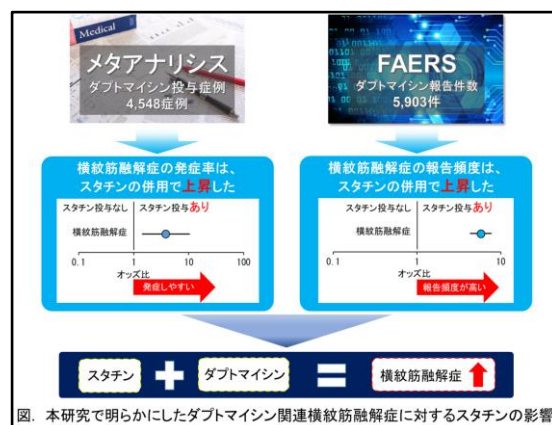 Medical
メタアナリシス
ダプトマイシン投与症例
4,548症例
FAERS
ダプトマイシン報告件数
5,903件
横紋筋融解症の発症率は、
スタチンの併用で上昇した
スタチン投与なし スタチン投与あり
横紋筋融解症
0.1 1 10 100
オッズ比
発症しやすい
横紋筋融解症の報告頻度は、
スタチンの併用で上昇した
スタチン投与なし スタチン投与あり
横紋筋融解症
0.1 1 10
オッズ比
報告頻度が高い
スタチン + ダプトマイシン = 横紋筋融解症
図. 本研究で明らかにしたダプトマイシン関連横紋筋融解症に対するスタチンの影響